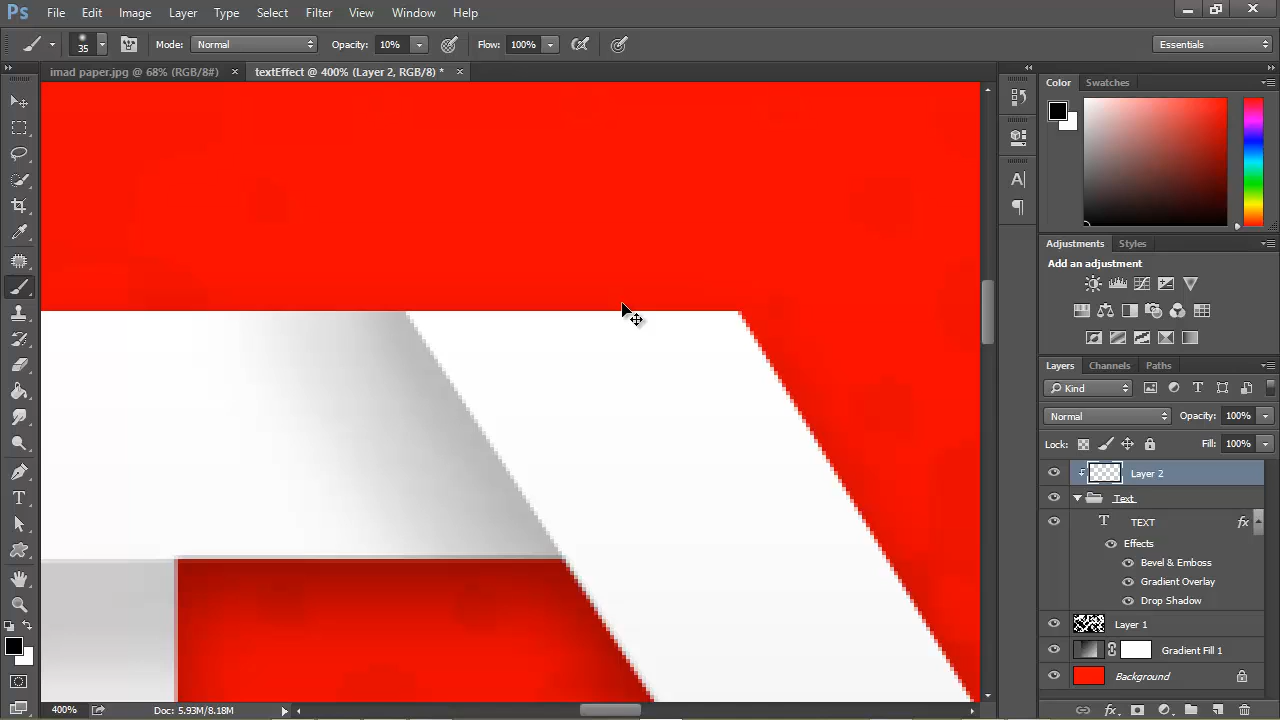 Ps File Edit Image Layer Type Select Filter View Window Help
35 Mode: Normal Opacity: 10% Flow: 100% Essentials
imad paper.jpg @ 68% (RGB/8#) × textEffect @ 400% (Layer 2, RGB/8) * ×
Color Swatches
Adjustments Styles
Add an adjustment
Layers Channels Paths
Kind
Normal Opacity: 100%
Lock: Fill: 100%
Layer 2
Text
T TEXT fx
Effects
Bevel & Emboss
Gradient Overlay
Drop Shadow
Layer 1
Gradient Fill 1
Background
400% Doc: 5.93M/8.18M